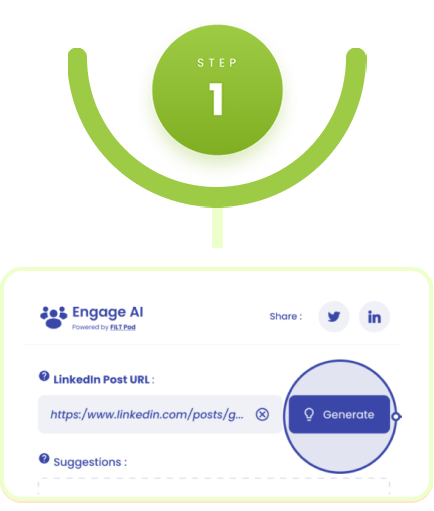 STEP
1
Engage AI
Powered by FILT Pod
Share :
LinkedIn Post URL :
https:/www.linkedin.com/posts/g...
Generate
Suggestions :